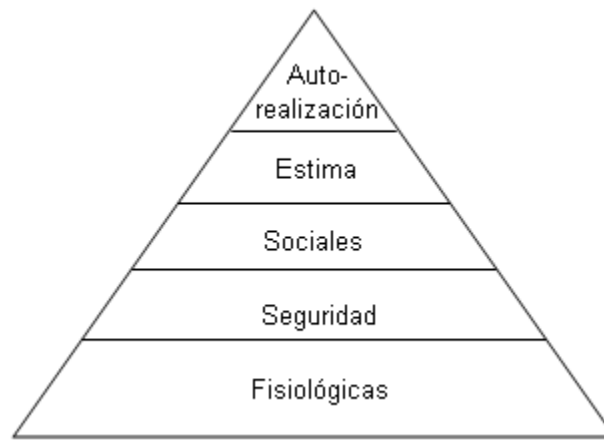 Auto-
realización
Estima
Sociales
Seguridad
Fisiológicas